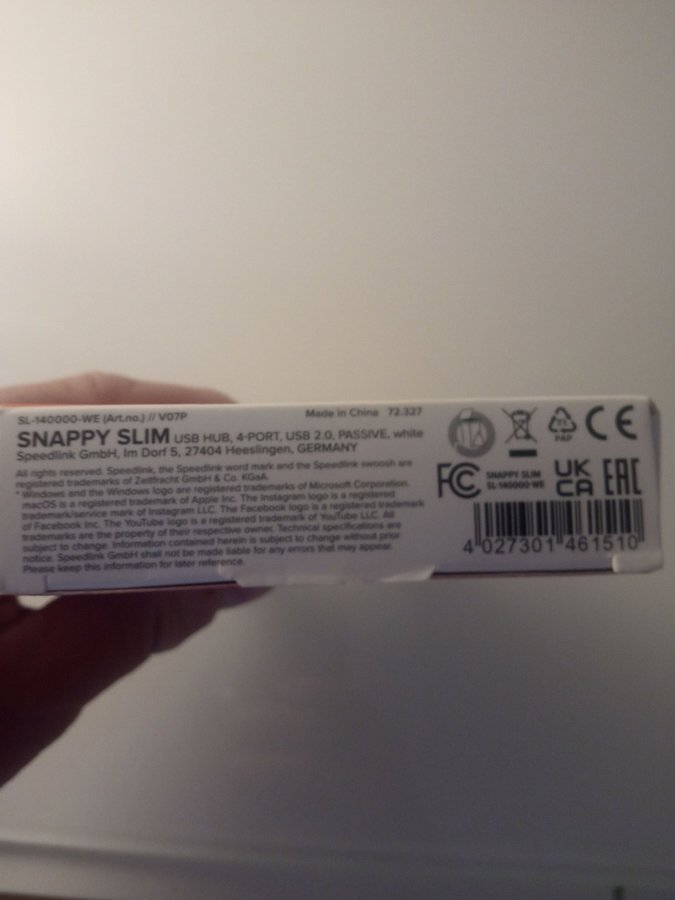 SL-140000-WE (Art.no.) // V07P
Made in China 72.327
SNAPPY SLIM USB HUB, 4-PORT, USB 2.0, PASSIVE, white
Speedlink GmbH, Im Dorf 5, 27404 Heeslingen, GERMANY
All rights reserved. Speedlink, the Speedlink word mark and the Speedlink swoosh are
registered trademarks of Zeitfracht GmbH & Co. KGaA.
* Windows and the Windows logo are registered trademarks of Microsoft Corporation.
macOS is a registered trademark of Apple Inc. The Instagram logo is a registered
trademark/service mark of Instagram LLC. The Facebook logo is a registered trademark
of Facebook Inc. The YouTube logo is a registered trademark of YouTube LLC. All
trademarks are the property of their respective owner. Technical specifications are
subject to change. Information contained herein is subject to change without prior
notice. Speedlink GmbH shall not be made liable for any errors that may appear.
Please keep this information for later reference.
21
PAP
CE
FC
SNAPPY SLIM
SL-140000-WE
UK
CA
EAC
4 027301 461510